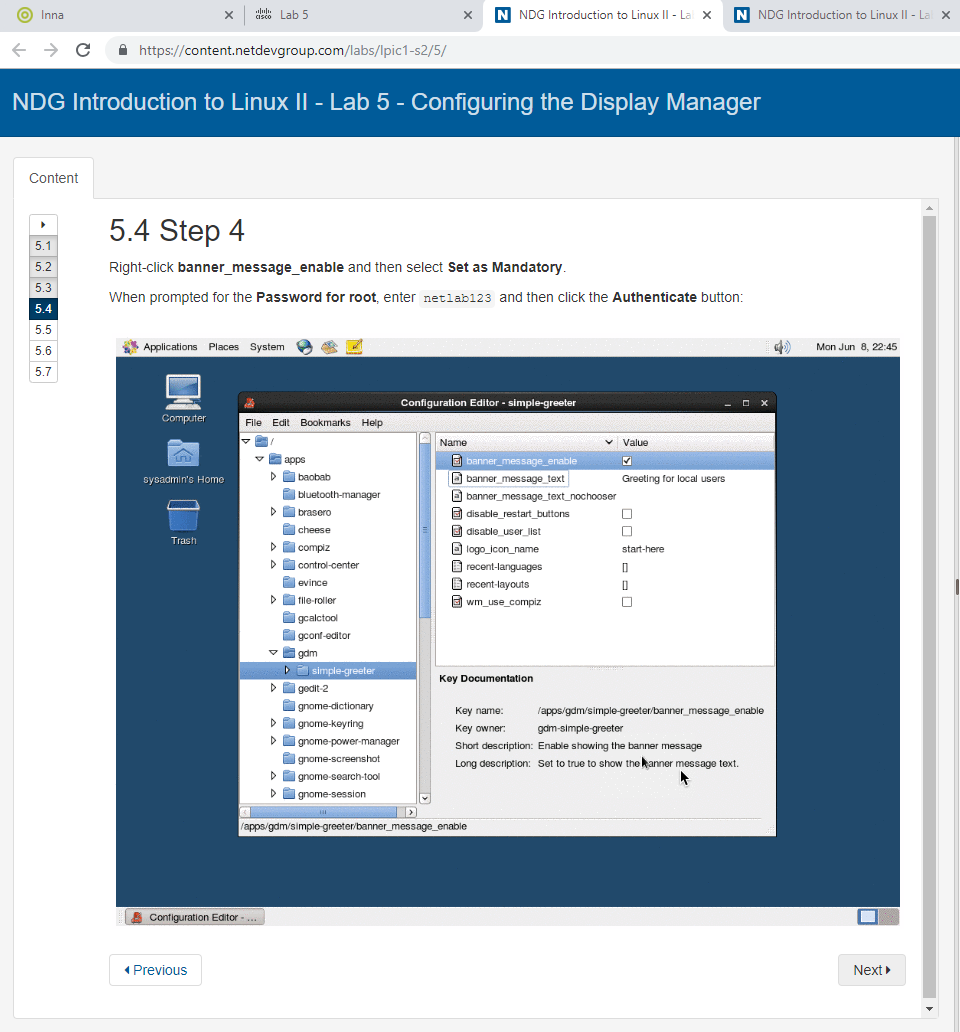 Inna
cisco
Lab 5
NDG Introduction to Linux II - La
NDG Introduction to Linux II - La
https://content.netdevgroup.com/labs/lpic1-s2/5/
NDG Introduction to Linux II - Lab 5 - Configuring the Display Manager
Content
5.1
5.2
5.3
5.4
5.5
5.6
5.7
5.4 Step 4
Right-click banner_message_enable and then select Set as Mandatory.
When prompted for the Password for root, enter netlab123 and then click the Authenticate button:
Applications Places System
Mon Jun 8, 22:45
Computer
sysadmin's Home
Trash
Configuration Editor - simple-greeter
File Edit Bookmarks Help
/
apps
baobab
bluetooth-manager
brasero
cheese
compiz
control-center
evince
file-roller
gcalctool
gconf-editor
gdm
simple-greeter
gedit-2
gnome-dictionary
gnome-keyring
gnome-power-manager
gnome-screenshot
gnome-search-tool
gnome-session
Name Value
banner_message_enable
banner_message_text Greeting for local users
banner_message_text_nochooser
disable_restart_buttons
disable_user_list
logo_icon_name start-here
recent-languages []
recent-layouts []
wm_use_compiz
Key Documentation
Key name: /apps/gdm/simple-greeter/banner_message_enable
Key owner: gdm-simple-greeter
Short description: Enable showing the banner message
Long description: Set to true to show the banner message text.
/apps/gdm/simple-greeter/banner_message_enable
Configuration Editor - ...
Previous
Next